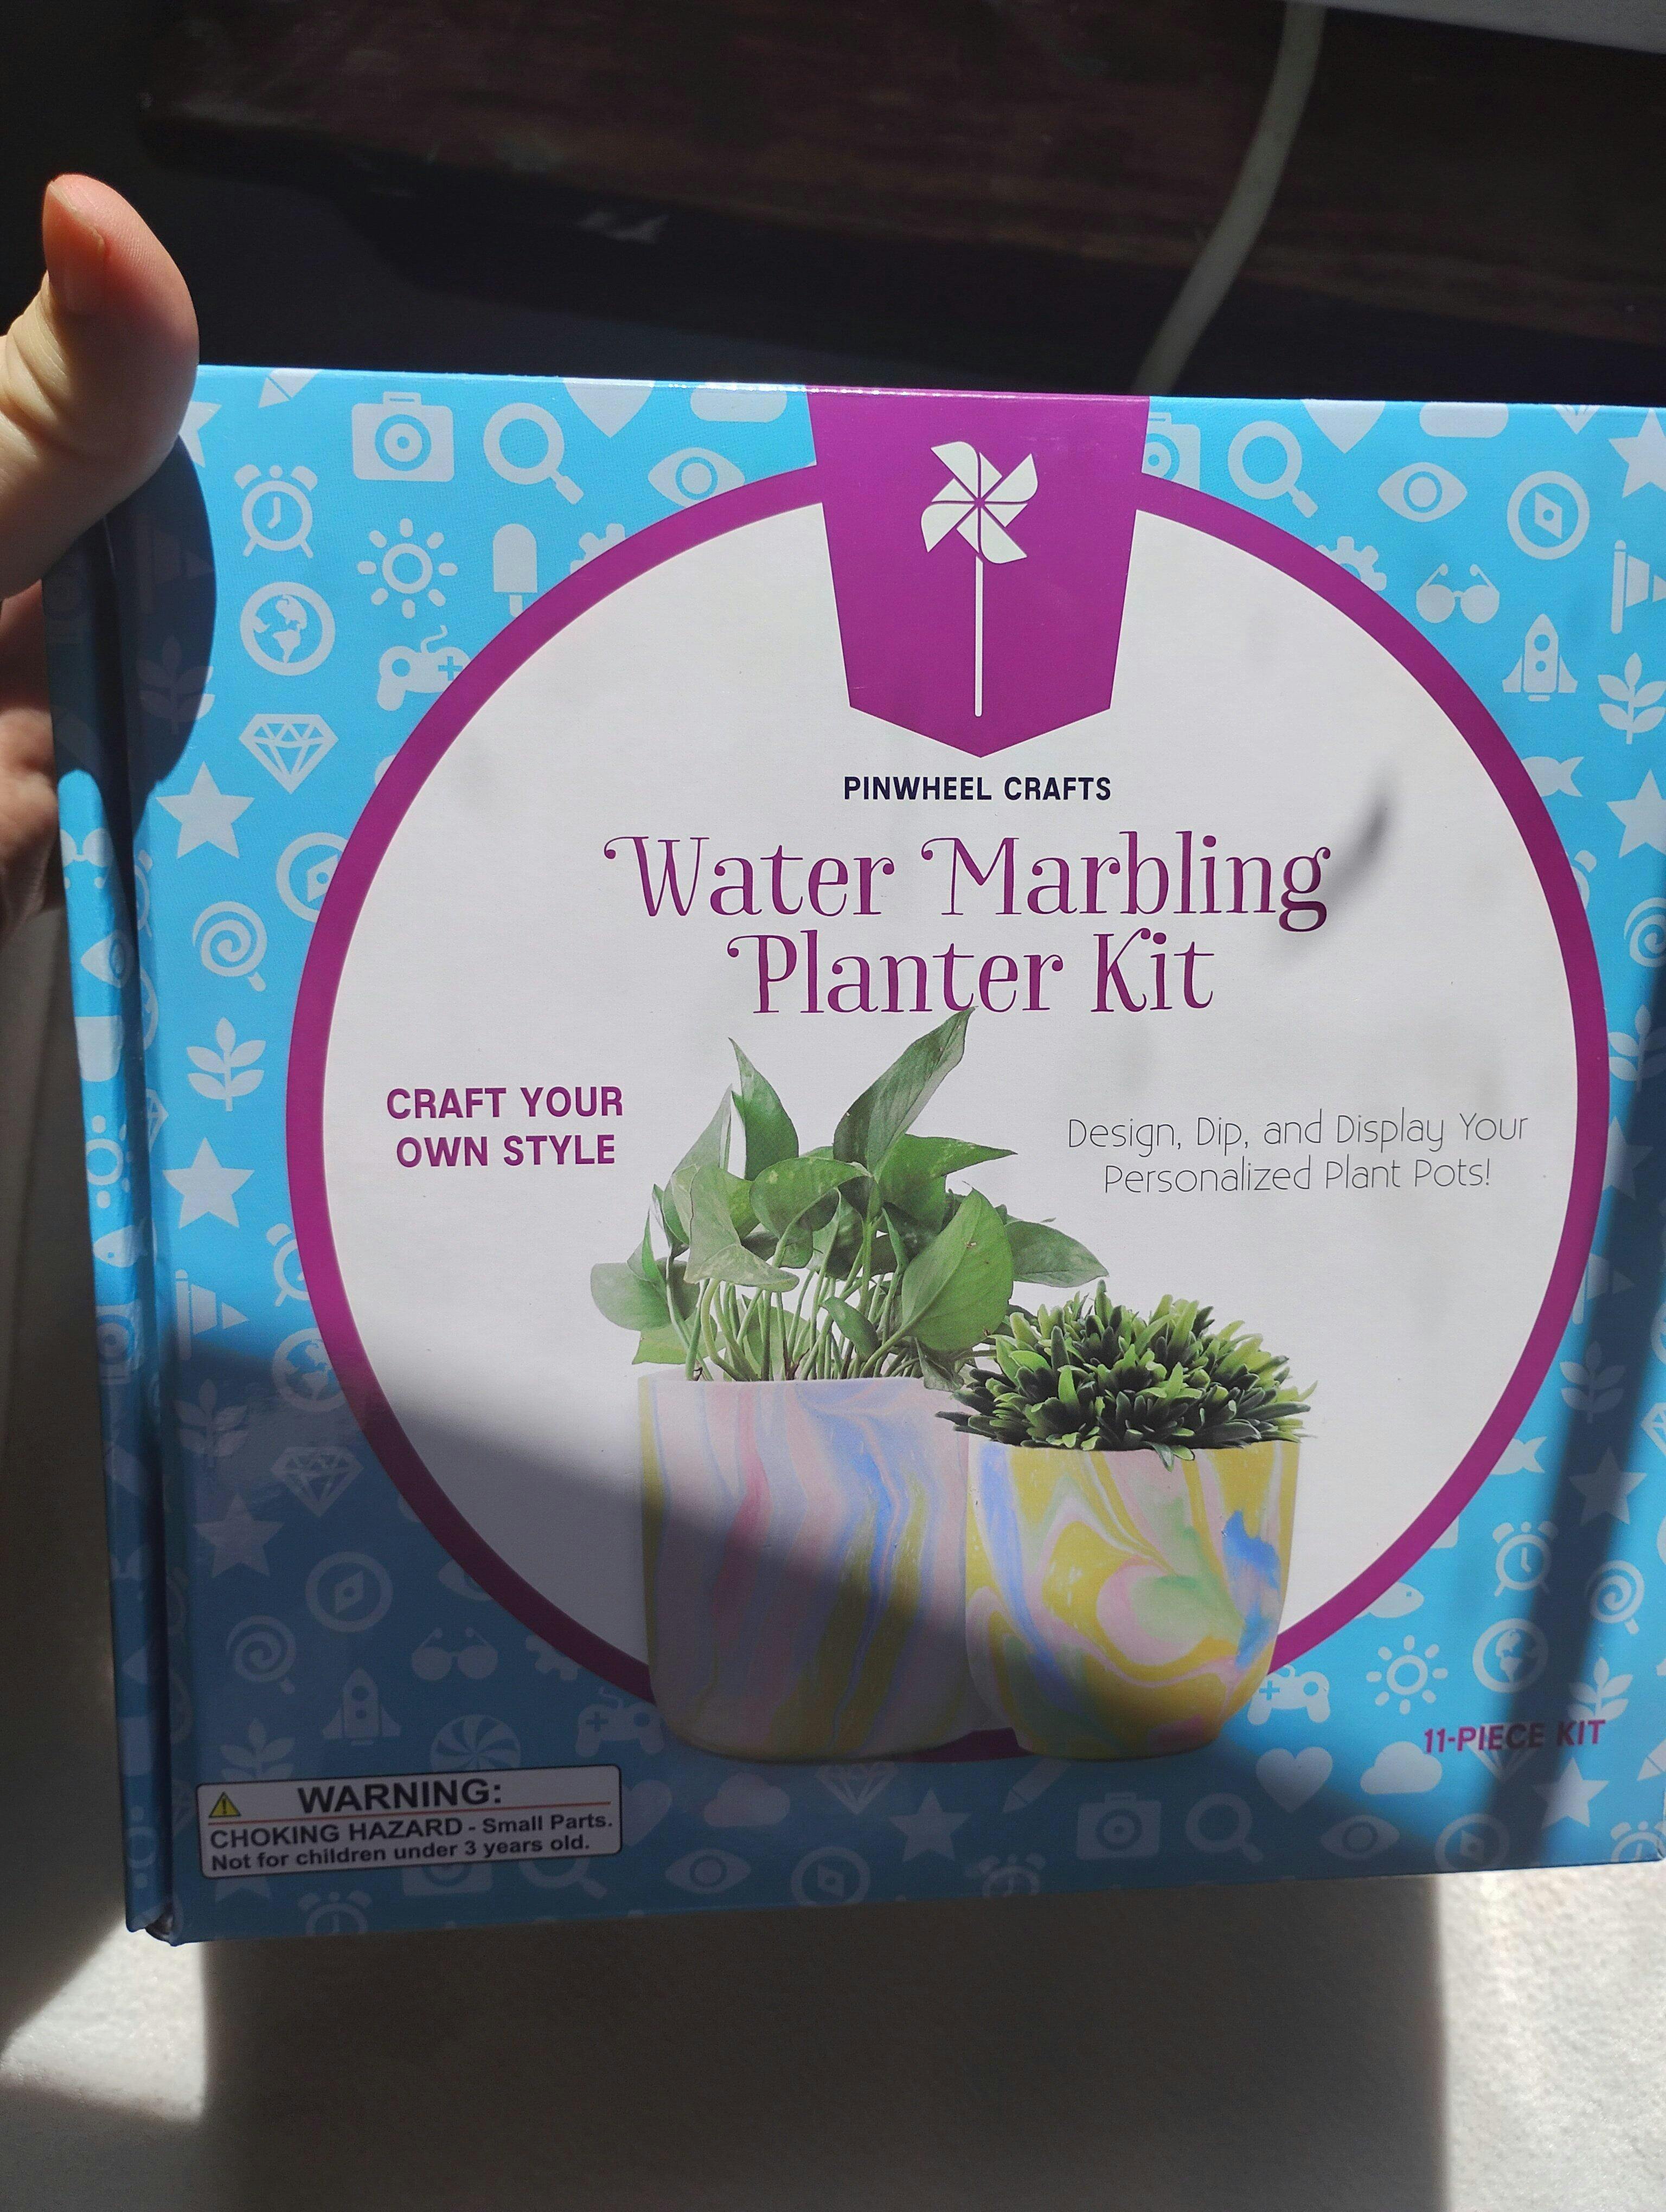 PINWHEEL CRAFTS
Water Marbling
Planter Kit
CRAFT YOUR
OWN STYLE
Design, Dip, and Display Your
Personalized Plant Pots!
11-PIECE KIT
WARNING:
CHOKING HAZARD - Small Parts.
Not for children under 3 years old.